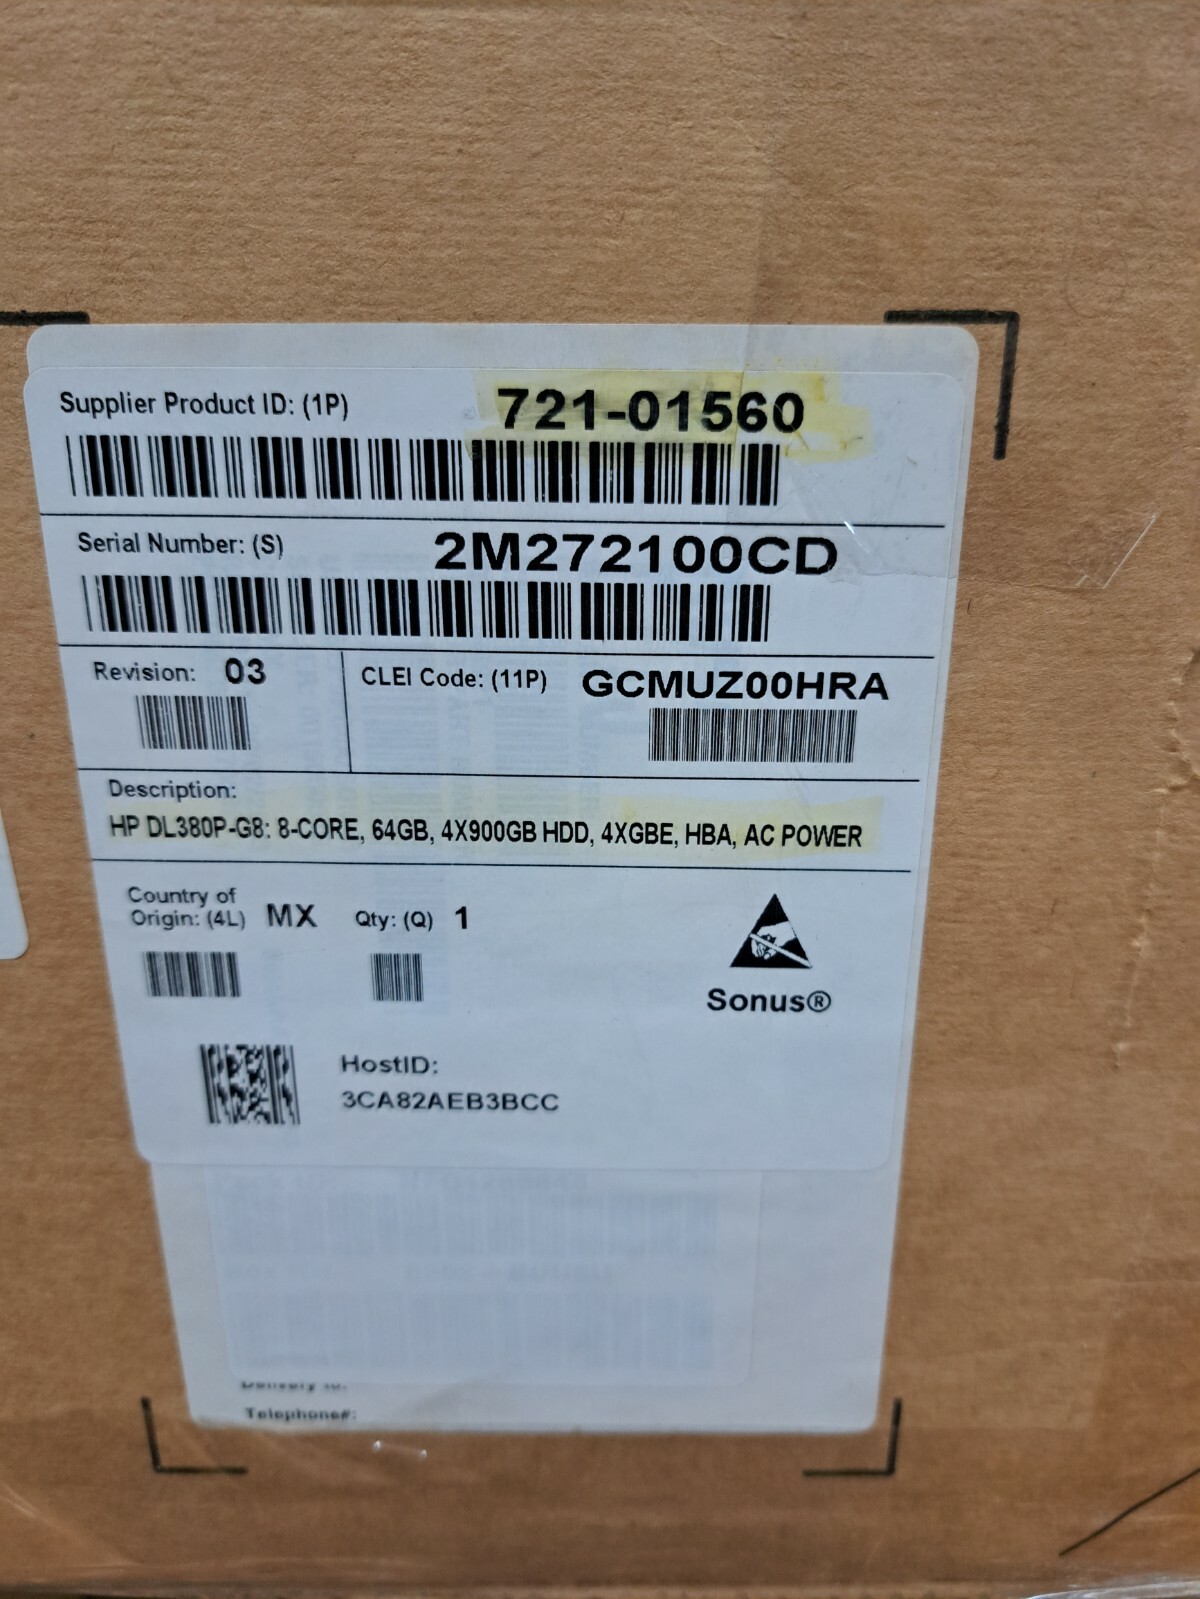 Supplier Product ID: (1P) 721-01560
Serial Number: (S) 2M272100CD
Revision: 03 CLEI Code: (11P) GCMUZ00HRA
Description:
HP DL380P-G8: 8-CORE, 64GB, 4X900GB HDD, 4XGBE, HBA, AC POWER
Country of
Origin: (4L) MX Qty: (Q) 1
Sonus®
HostID:
3CA82AEB3BCC
Telephone#: